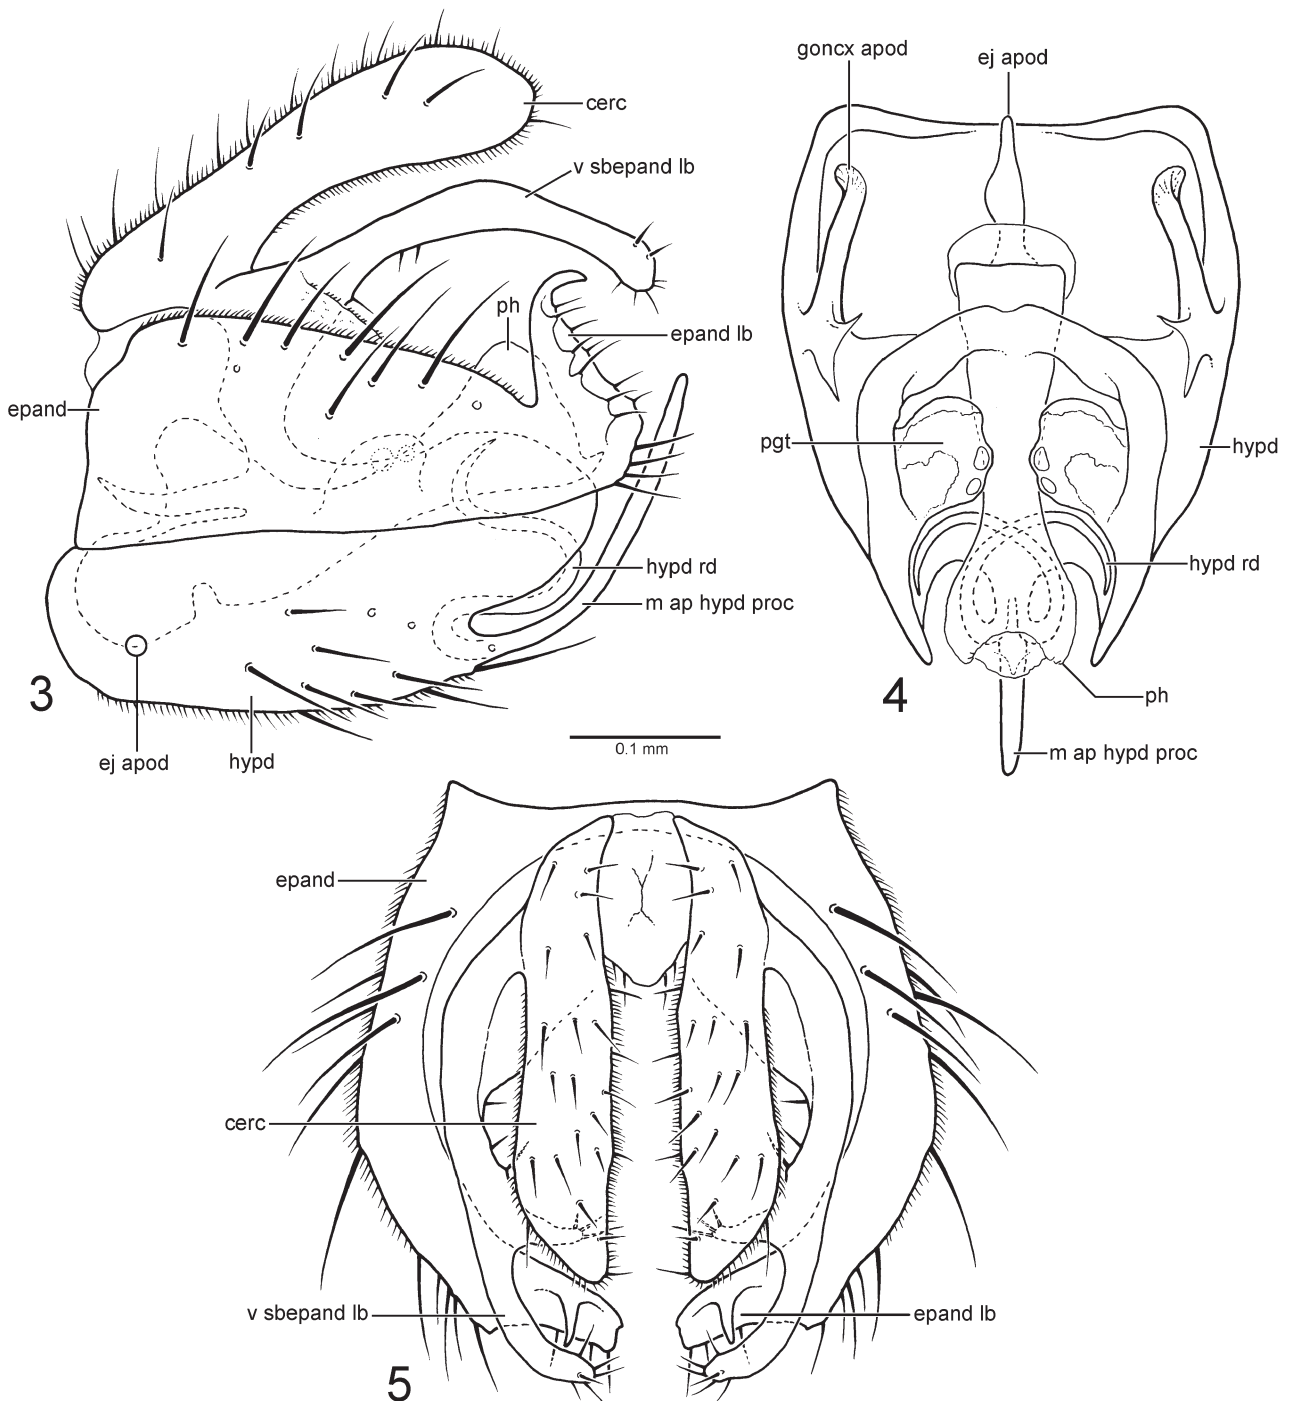 cerc
v sbepand lb
ph
epand lb
epand
hypd rd
m ap hypd proc
3
ej apod
hypd
0.1 mm
goncx apod
ej apod
pgt
hypd
hypd rd
4
ph
m ap hypd proc
epand
cerc
v sbepand lb
epand lb
5